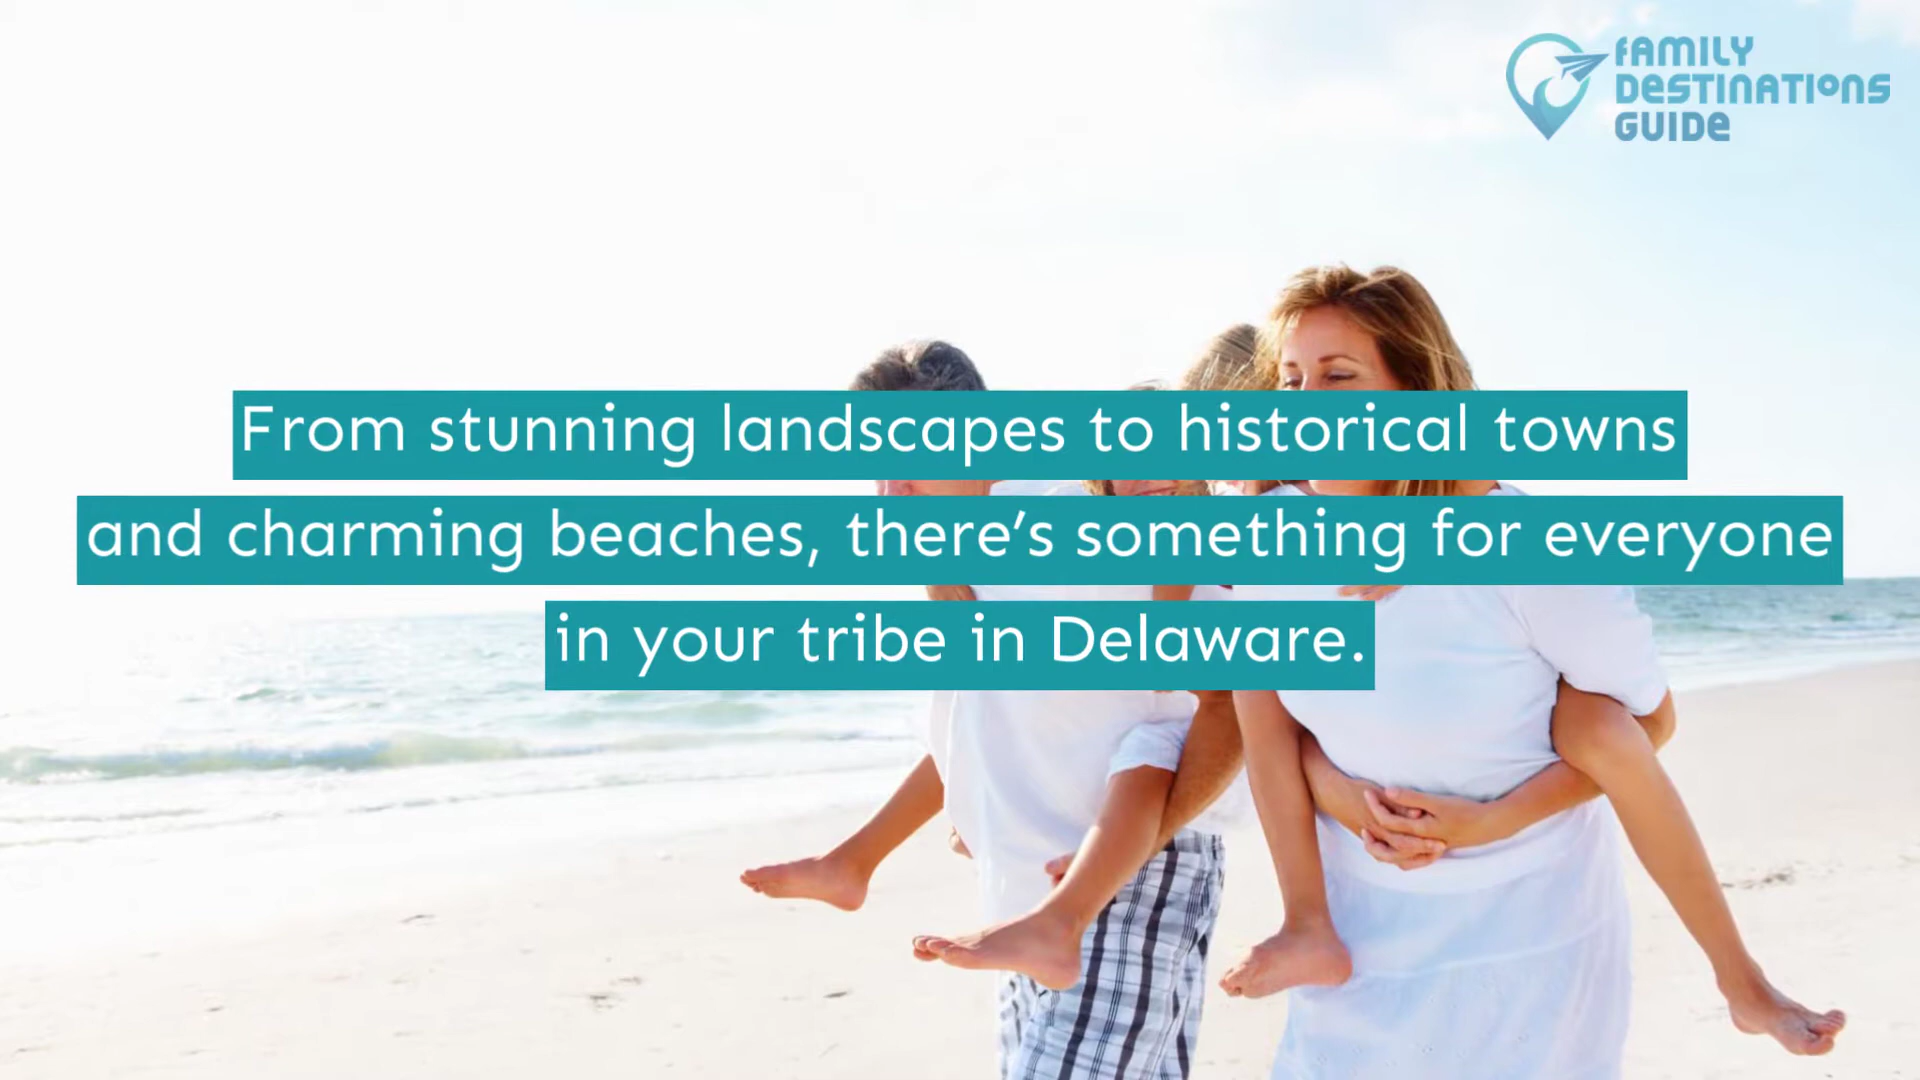 FAMILY
DESTINATIONS
GUIDE
From stunning landscapes to historical towns
and charming beaches, there’s something for everyone
in your tribe in Delaware.